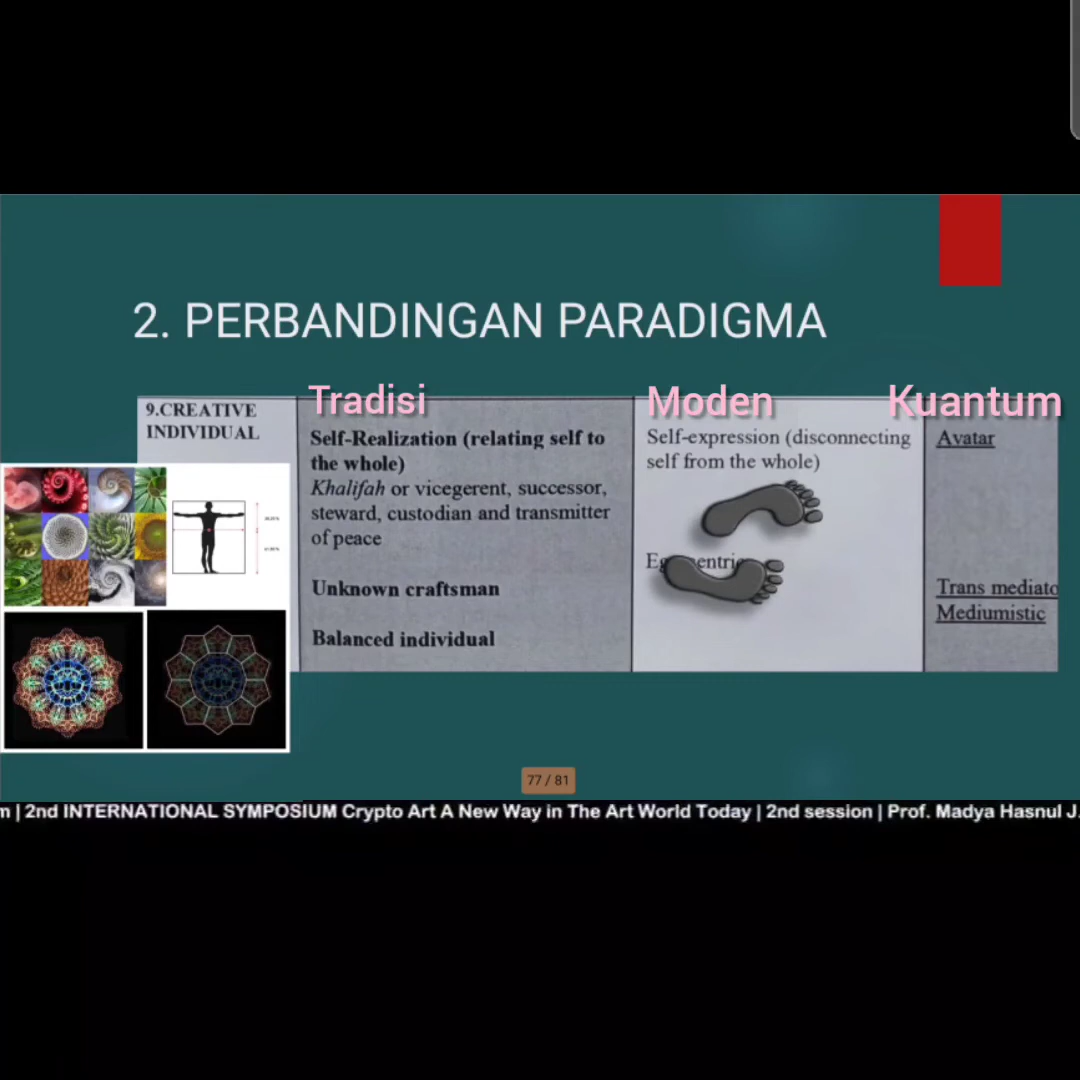 2. PERBANDINGAN PARADIGMA
Tradisi
Moden
Kuantum
9.CREATIVE
INDIVIDUAL
Self-Realization (relating self to
the whole)
Khalifah or vicegerent, successor,
steward, custodian and transmitter
of peace
Unknown craftsman
Balanced individual
Self-expression (disconnecting
self from the whole)
Avatar
Trans mediato
Mediumistic
77 / 81
m | 2nd INTERNATIONAL SYMPOSIUM Crypto Art A New Way in The Art World Today | 2nd session | Prof. Madya Hasnul J.